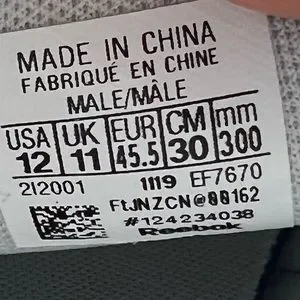 MADE IN CHINA
FABRIQUÉ EN CHINE
MALE/MÂLE
USA UK EUR CM mm
12 11 45.5 30 300
212001 1119 EF7670
FtJNZCN@00162
#124234038
Reebok